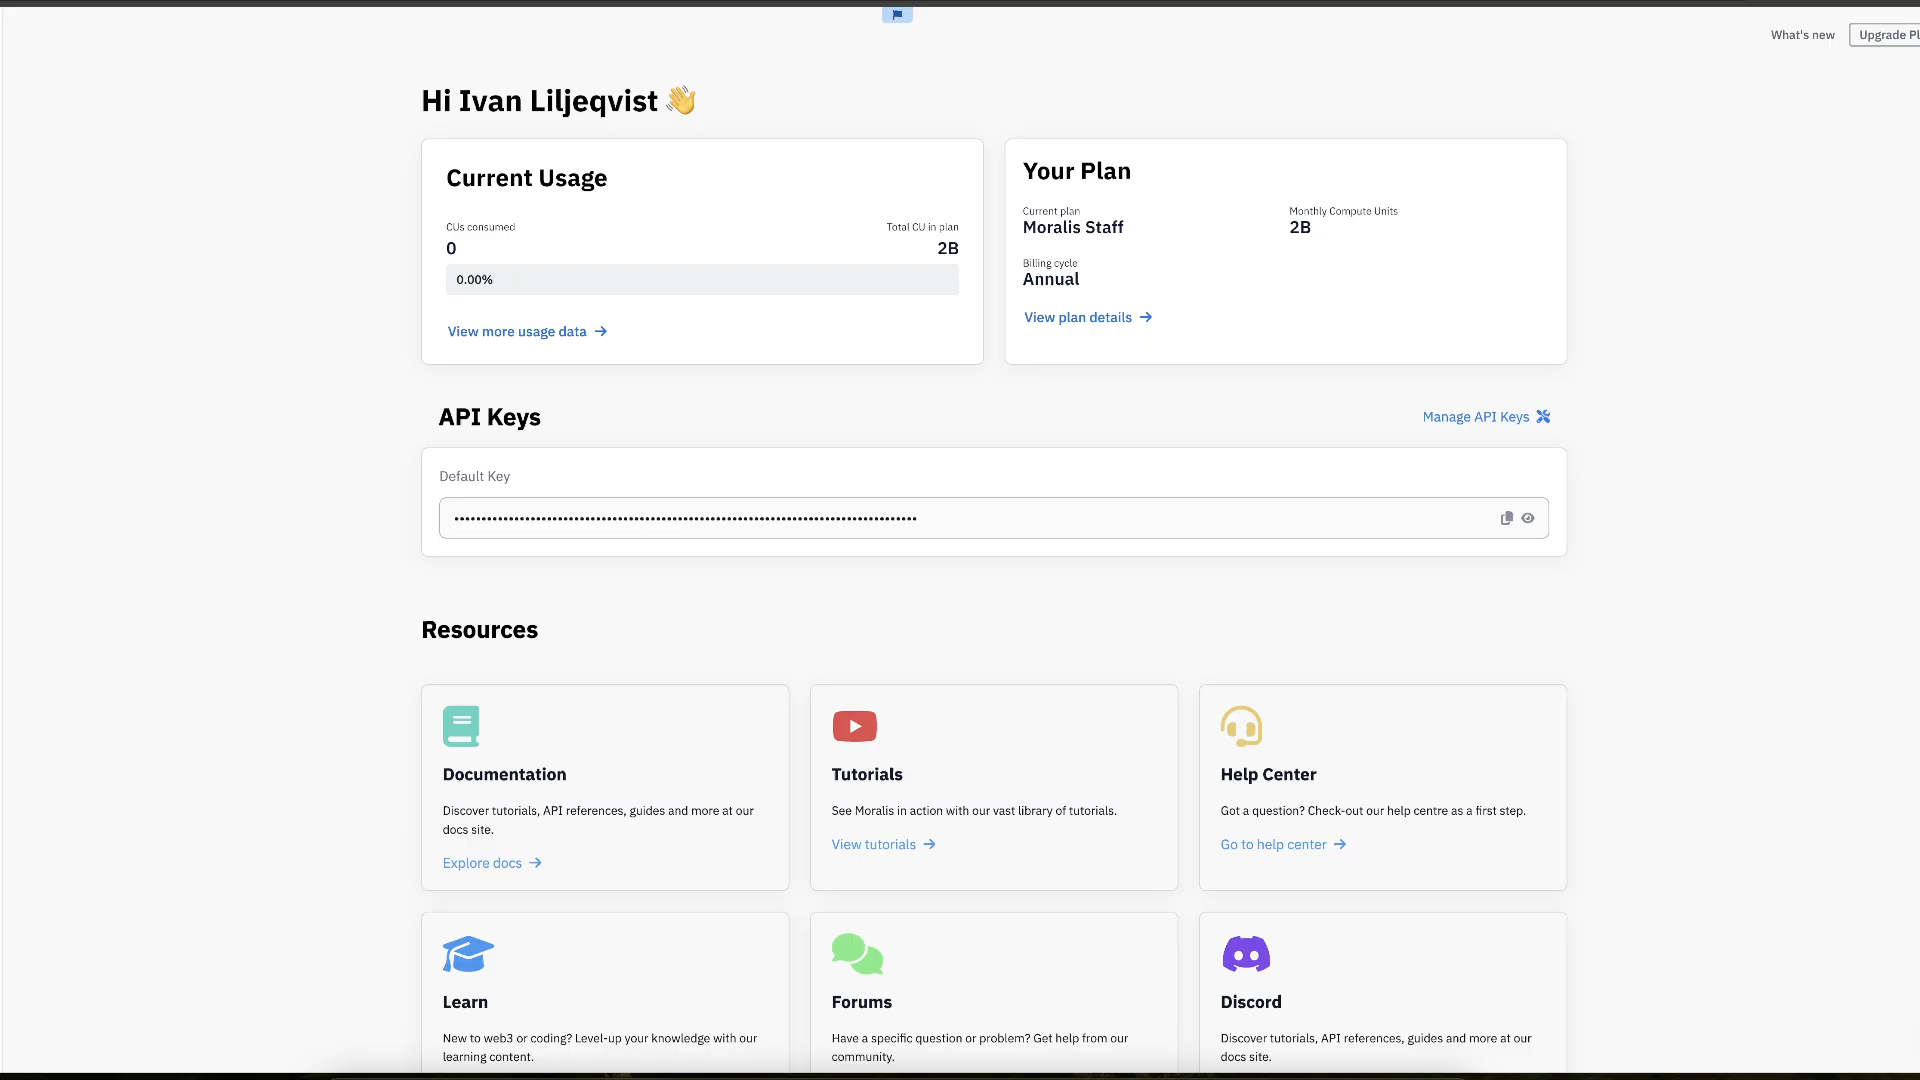 What's new
Upgrade Pl
Hi Ivan Liljeqvist 👋
Current Usage
CUs consumed
Total CU in plan
0
2B
0.00%
View more usage data →
Your Plan
Current plan
Monthly Compute Units
Moralis Staff
2B
Billing cycle
Annual
View plan details →
API Keys
Manage API Keys
Default Key
Resources
Documentation
Discover tutorials, API references, guides and more at our
docs site.
Explore docs →
Tutorials
See Moralis in action with our vast library of tutorials.
View tutorials →
Help Center
Got a question? Check-out our help centre as a first step.
Go to help center →
Learn
New to web3 or coding? Level-up your knowledge with our
learning content.
Forums
Have a specific question or problem? Get help from our
community.
Discord
Discover tutorials, API references, guides and more at our
docs site.